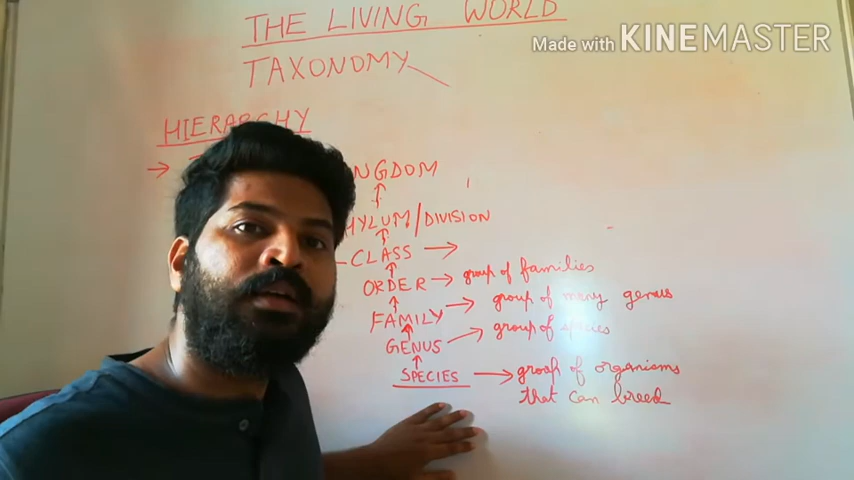 THE LIVING WORLD
Made with KINEMASTER
TAXONOMY
HIERARCHY
NGDOM
HYLUM/DIVISION
CLASS →
ORDER → group of families
FAMILY → group of many genus
GENUS → group of species
SPECIES → group of organisms
that can breed